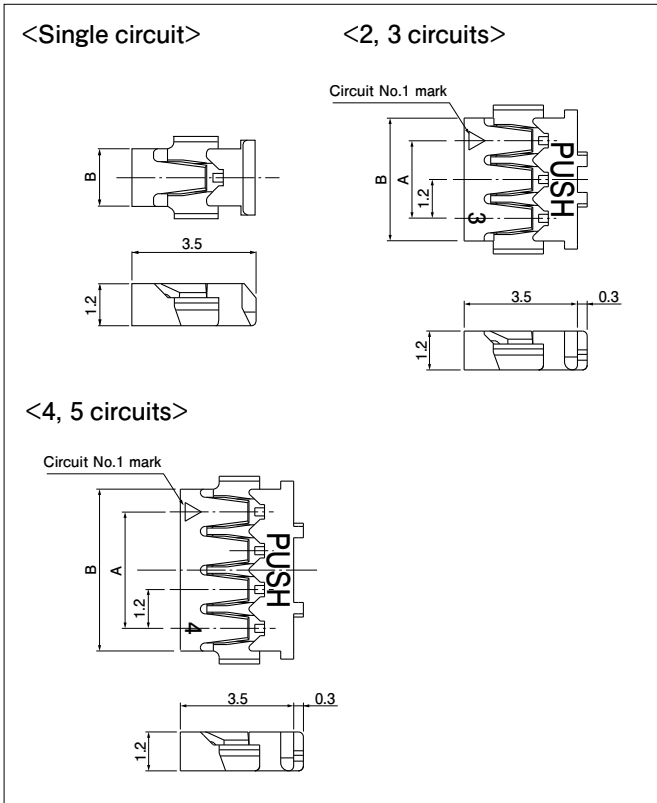 <Single circuit>
B
3.5
1.2
<2, 3 circuits>
Circuit No.1 mark
B
A
1.2
3
PUSH
3.5
0.3
1.2
<4, 5 circuits>
Circuit No.1 mark
B
A
1.2
4
PUSH
3.5
0.3
1.2